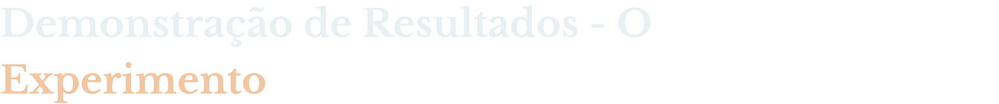 Demonstração de Resultados - O
Experimento